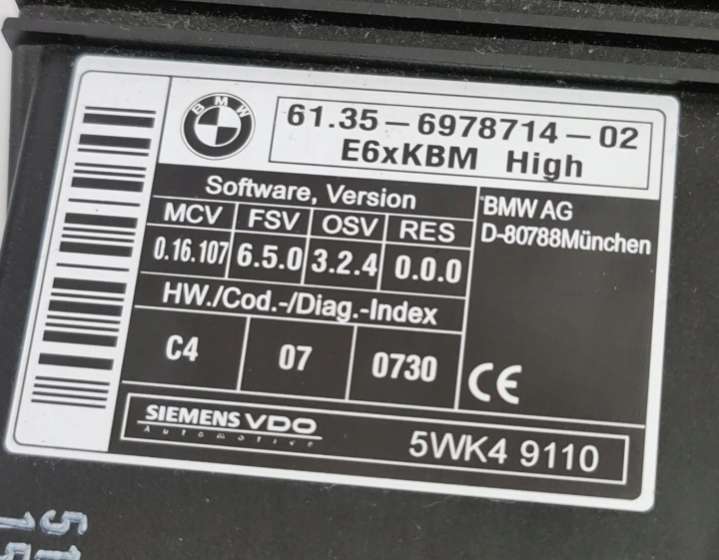 BMW
61.35-6978714-02
E6xKBM High
Software, Version
MCV FSV OSV RES
0.16.107 6.5.0 3.2.4 0.0.0
HW./Cod.-/Diag.-Index
C4 07 0730
BMW AG
D-80788München
CE
SIEMENS VDO
Automotive
5WK4 9110
51